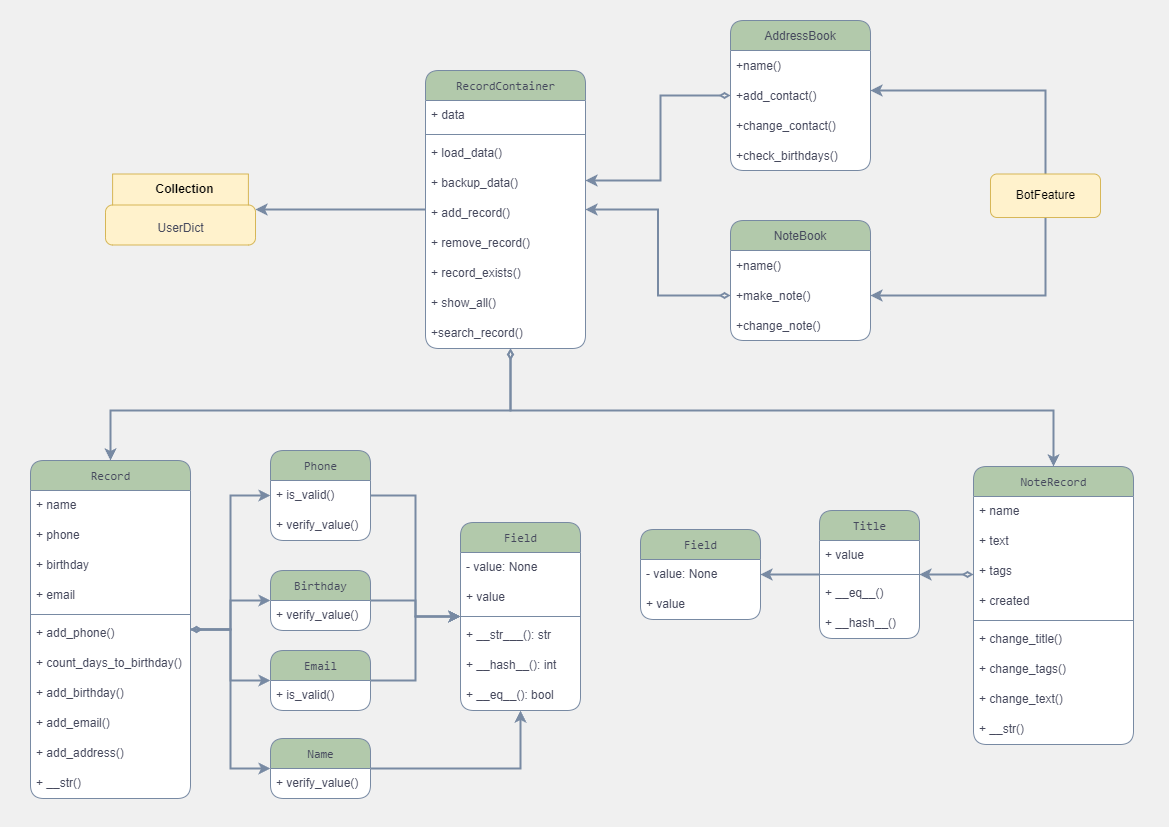 AddressBook
+name()
+add_contact()
+change_contact()
+check_birthdays()
RecordContainer
+ data
+ load_data()
+ backup_data()
+ add_record()
+ remove_record()
+ record_exists()
+ show_all()
+search_record()
Collection
UserDict
BotFeature
NoteBook
+name()
+make_note()
+change_note()
Record
+ name
+ phone
+ birthday
+ email
+ add_phone()
+ count_days_to_birthday()
+ add_birthday()
+ add_email()
+ add_address()
+ __str()
Phone
+ is_valid()
+ verify_value()
Birthday
+ verify_value()
Email
+ is_valid()
Name
+ verify_value()
Field
- value: None
+ value
+ __str___(): str
+ __hash__(): int
+ __eq__(): bool
Field
- value: None
+ value
Title
+ value
+ __eq__()
+ __hash__()
NoteRecord
+ name
+ text
+ tags
+ created
+ change_title()
+ change_tags()
+ change_text()
+ __str()